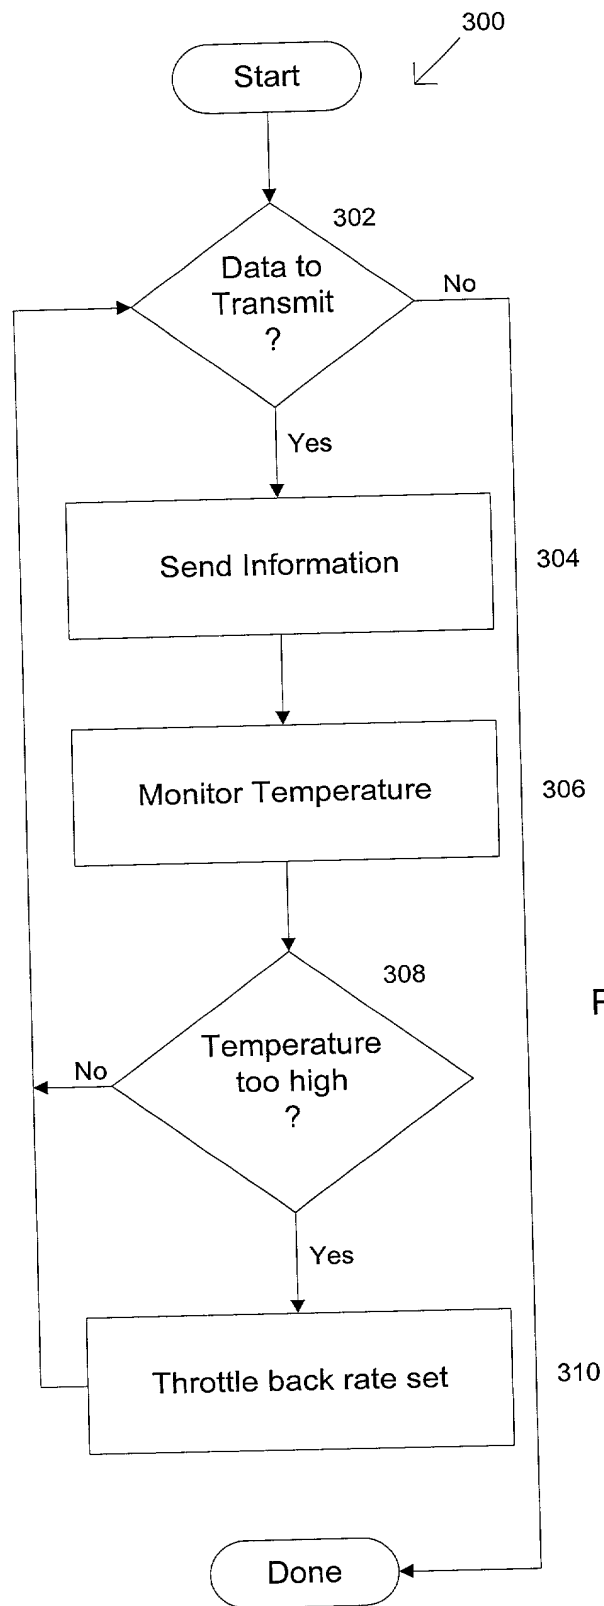 300
Start
302
Data to
Transmit
?
No
Yes
Send Information
304
Monitor Temperature
306
308
Temperature
too high
?
No
Yes
Throttle back rate set
310
Done
F